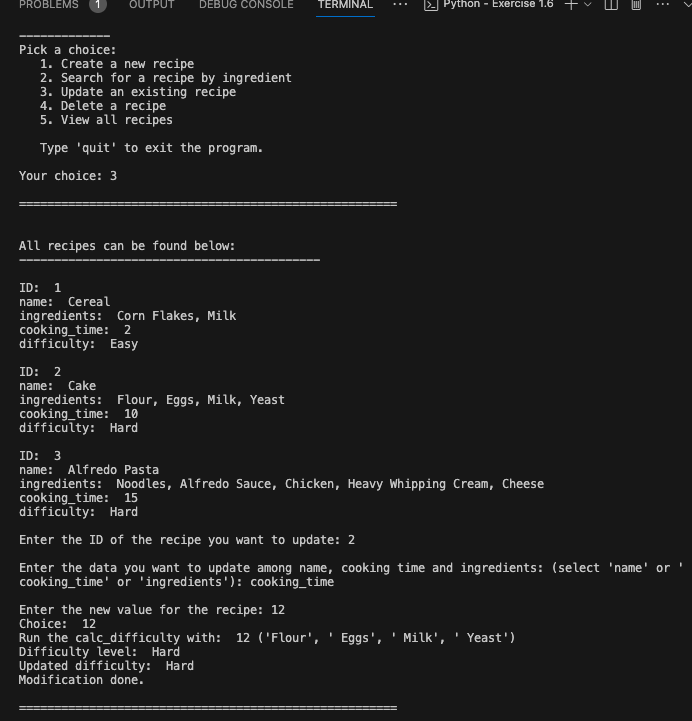 PROBLEMS 1 OUTPUT DEBUG CONSOLE TERMINAL ... Python - Exercise 1.6
-------------
Pick a choice:
   1. Create a new recipe
   2. Search for a recipe by ingredient
   3. Update an existing recipe
   4. Delete a recipe
   5. View all recipes
   Type 'quit' to exit the program.
Your choice: 3
======================================================
All recipes can be found below:
-------------------------------------------
ID:  1
name:  Cereal
ingredients:  Corn Flakes, Milk
cooking_time:  2
difficulty:  Easy
ID:  2
name:  Cake
ingredients:  Flour, Eggs, Milk, Yeast
cooking_time:  10
difficulty:  Hard
ID:  3
name:  Alfredo Pasta
ingredients:  Noodles, Alfredo Sauce, Chicken, Heavy Whipping Cream, Cheese
cooking_time:  15
difficulty:  Hard
Enter the ID of the recipe you want to update: 2
Enter the data you want to update among name, cooking time and ingredients: (select 'name' or '
cooking_time' or 'ingredients'): cooking_time
Enter the new value for the recipe: 12
Choice:  12
Run the calc_difficulty with:  12 ('Flour', ' Eggs', ' Milk', ' Yeast')
Difficulty level:  Hard
Updated difficulty:  Hard
Modification done.
======================================================